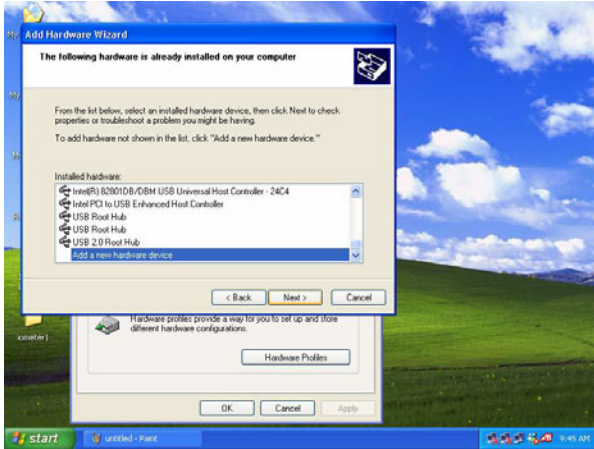 Add Hardware Wizard
The following hardware is already installed on your computer
From the list below, select an installed hardware device, then click Next to check
properties or troubleshoot a problem you might be having.
To add hardware not shown in the list, click "Add a new hardware device."
Installed hardware:
Intel(R) 82801DB/DBM USB Universal Host Controller - 24C4
Intel PCI to USB Enhanced Host Controller
USB Root Hub
USB Root Hub
USB 2.0 Root Hub
Add a new hardware device
< Back
Next >
Cancel
Hardware profiles provide a way for you to set up and store
different hardware configurations.
Hardware Profiles
OK
Cancel
Apply
start
untitled - Paint
9:45 AM